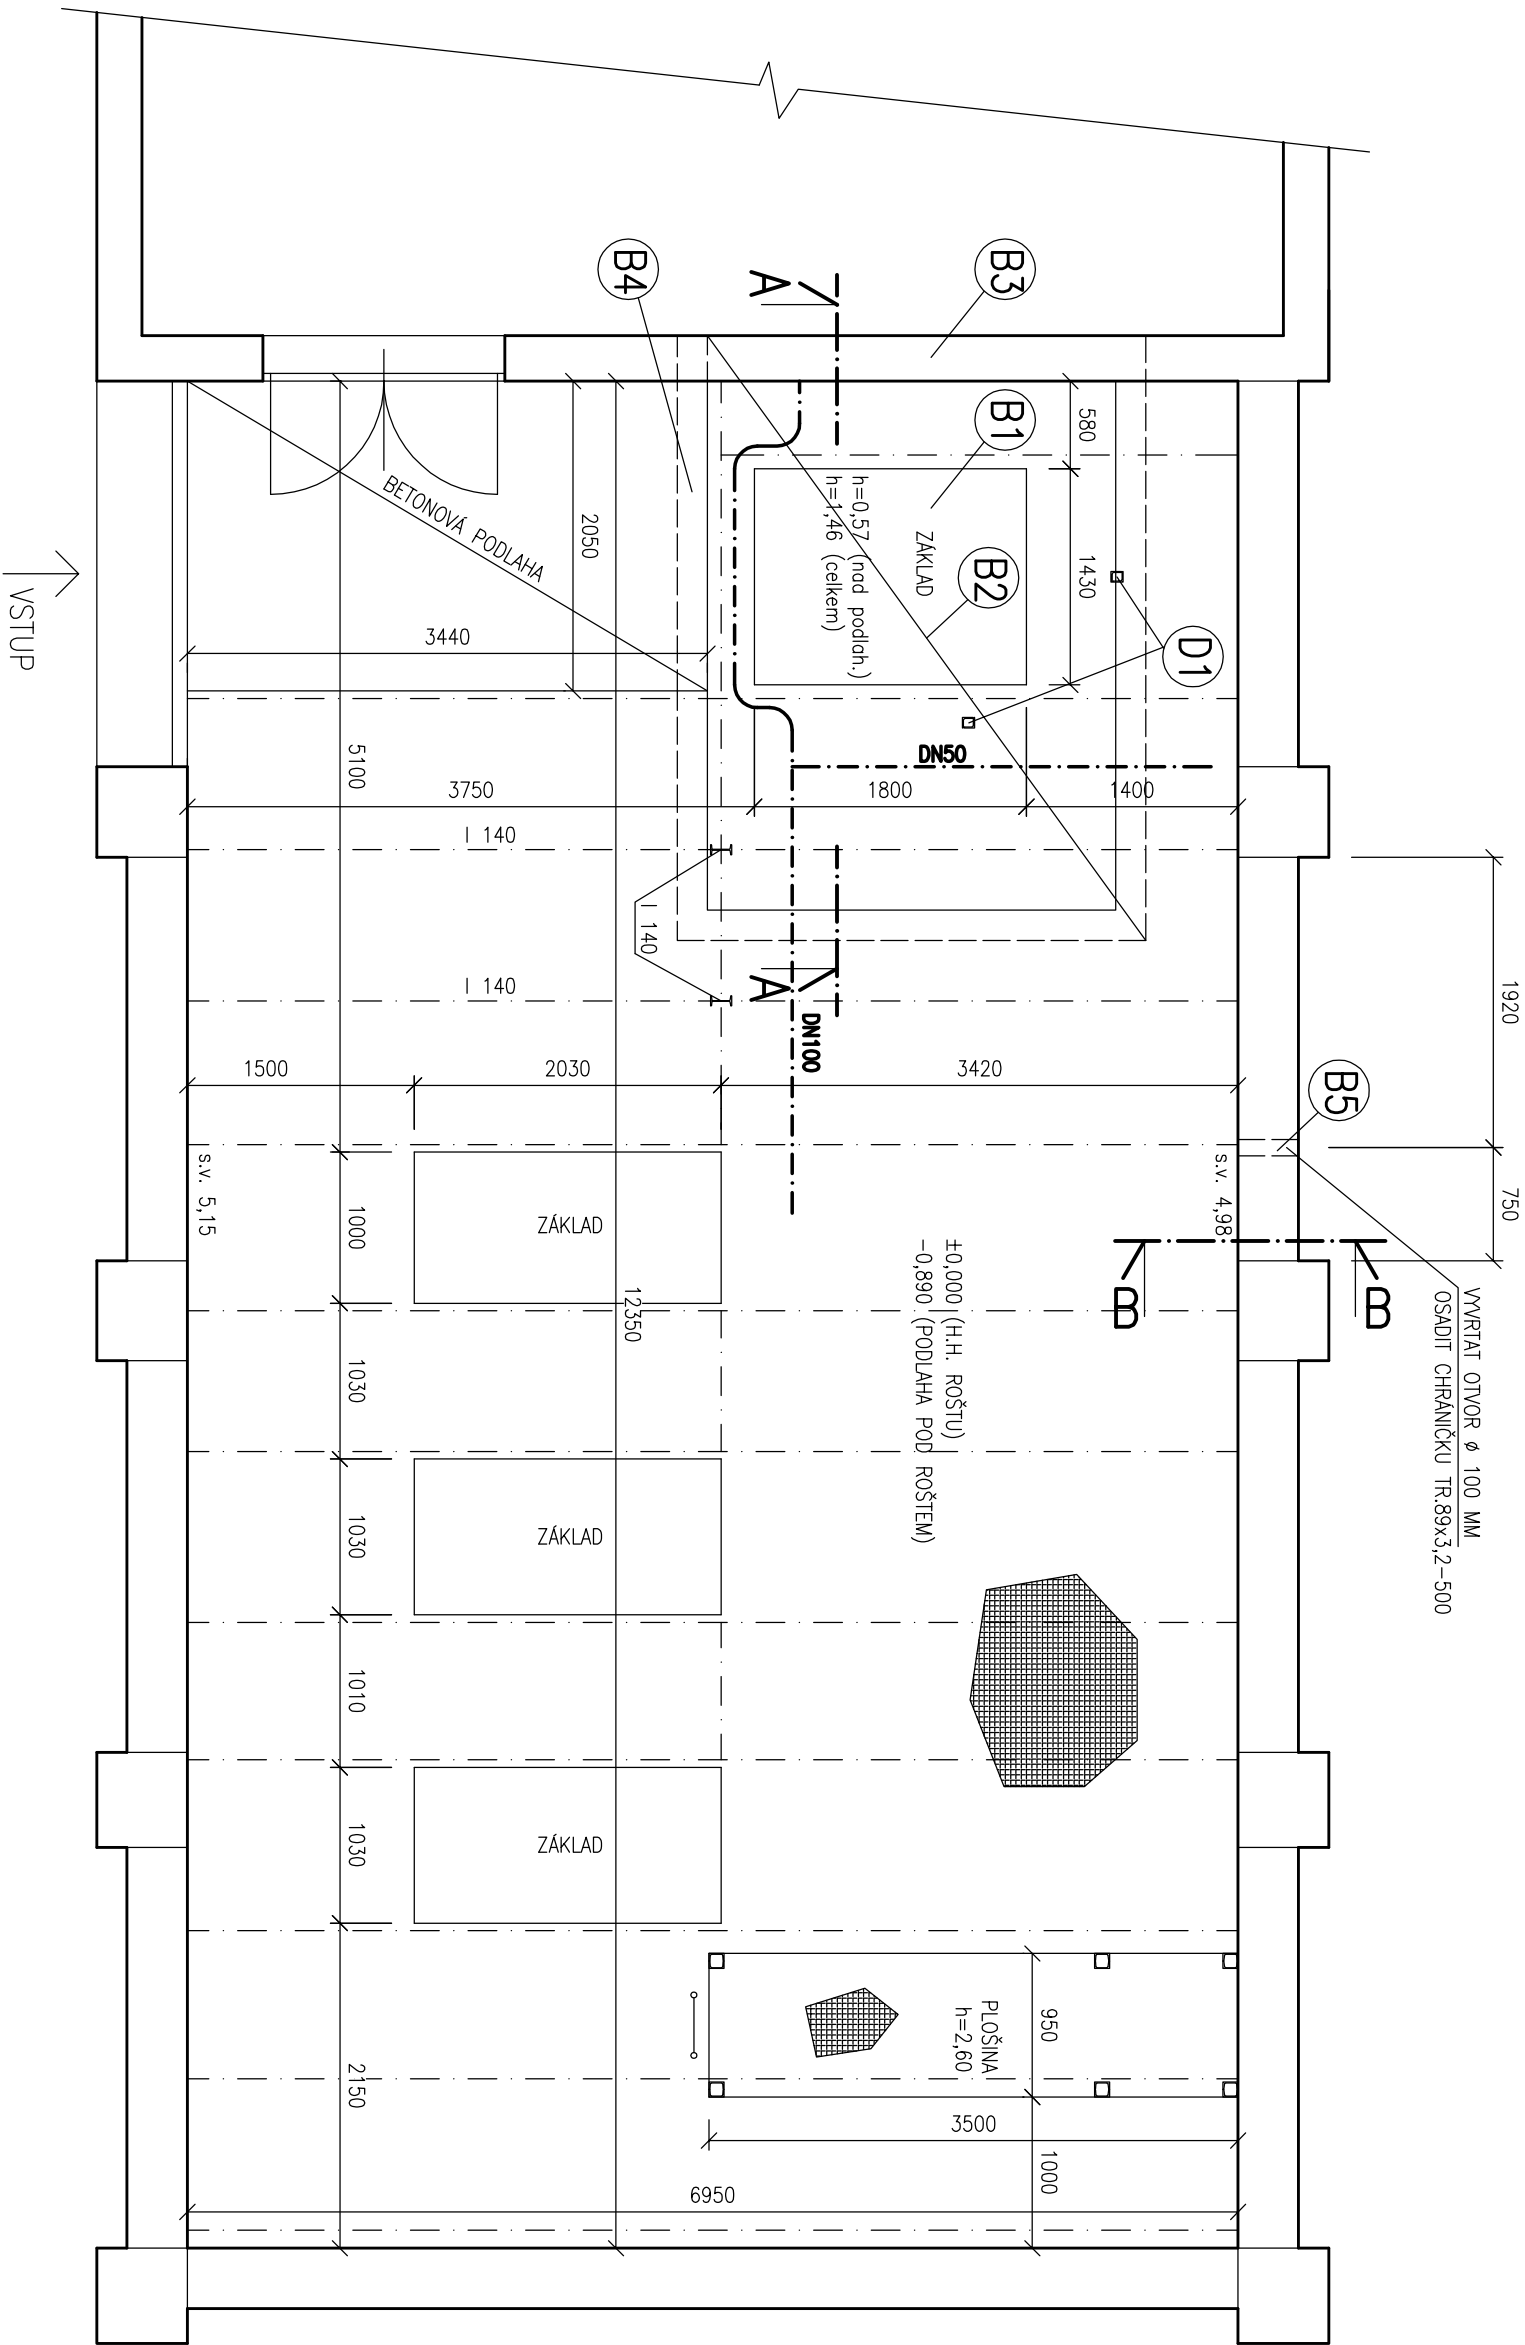 B3
B4
A
B1
580
1430
ZÁKLAD
h=0,57 (nad podlah.)
h=1,46 (celkem)
B2
D1
BETONOVÁ PODLAHA
2050
3440
VSTUP
DN50
5100
3750
1800
1400
I 140
I 140
I 140
A
DN100
1920
750
B5
VYVRTAT OTVOR ø 100 MM
OSADIT CHRÁNIČKU TR.89x3,2-500
1500
2030
3420
s.v. 5,15
s.v. 4,98
B
B
±0,000 (H.H. ROŠTU)
-0,890 (PODLAHA POD ROŠTEM)
1000
ZÁKLAD
12350
1030
1030
ZÁKLAD
1010
1030
ZÁKLAD
PLOŠINA
h=2,60
950
2150
3500
1000
6950